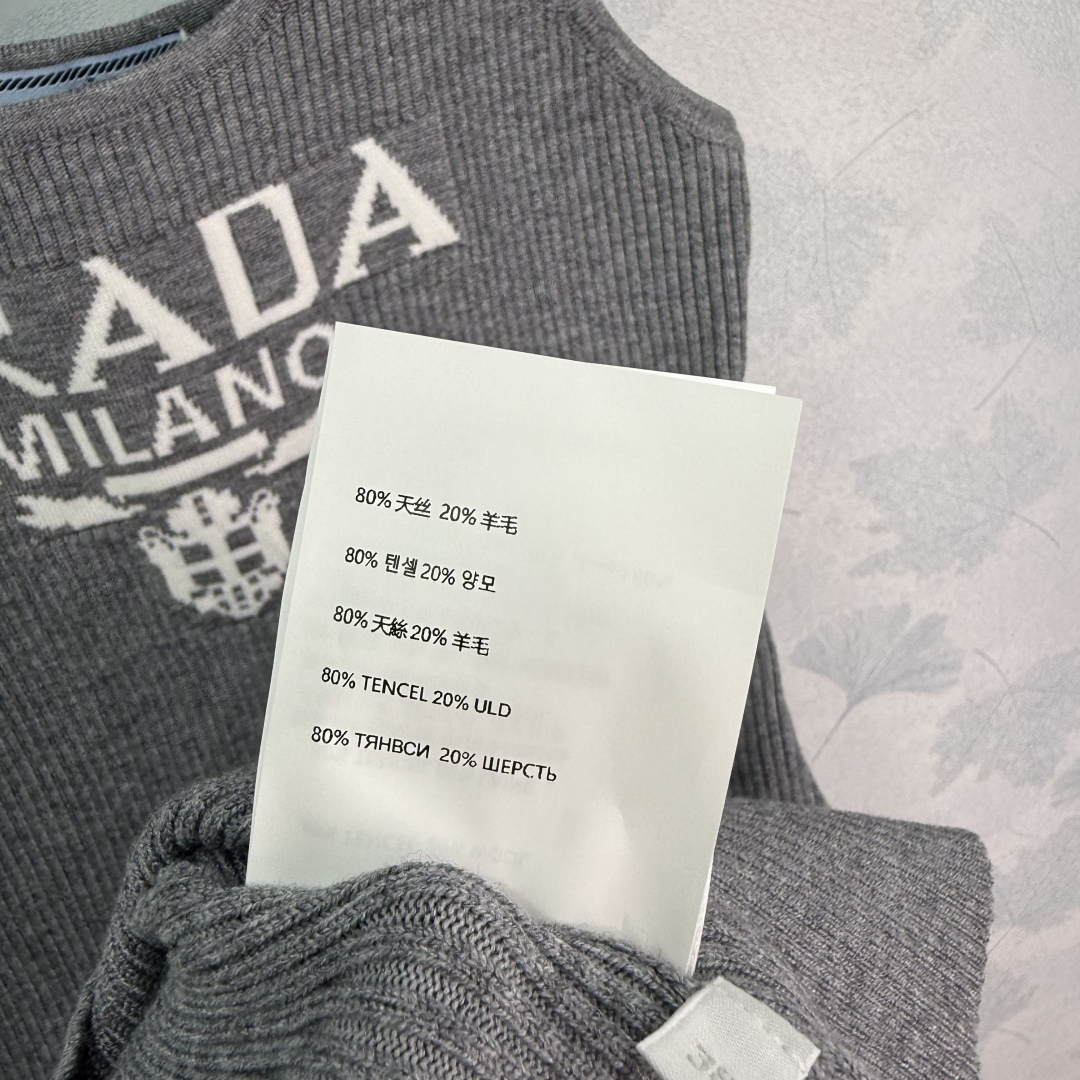 RADA
MILANO
80% 天丝 20% 羊毛
80% 텐셀 20% 양모
80% 天絲 20% 羊毛
80% TENCEL 20% ULD
80% ТЯНВСИ 20% ШЕРСТЬ